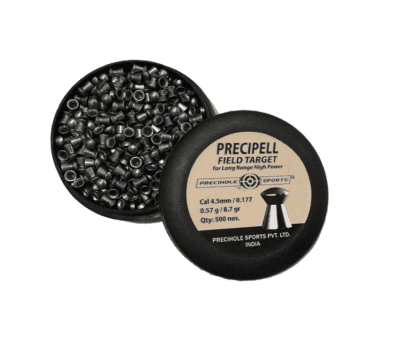 PRECIPELL
FIELD TARGET
for Long Range High Power
PRECIHOLE SPORTS
Cal 4.5mm / 0.177
0.57 g / 8.7 gr
Qty: 500 nos.
PRECIHOLE SPORTS PVT. LTD.
INDIA